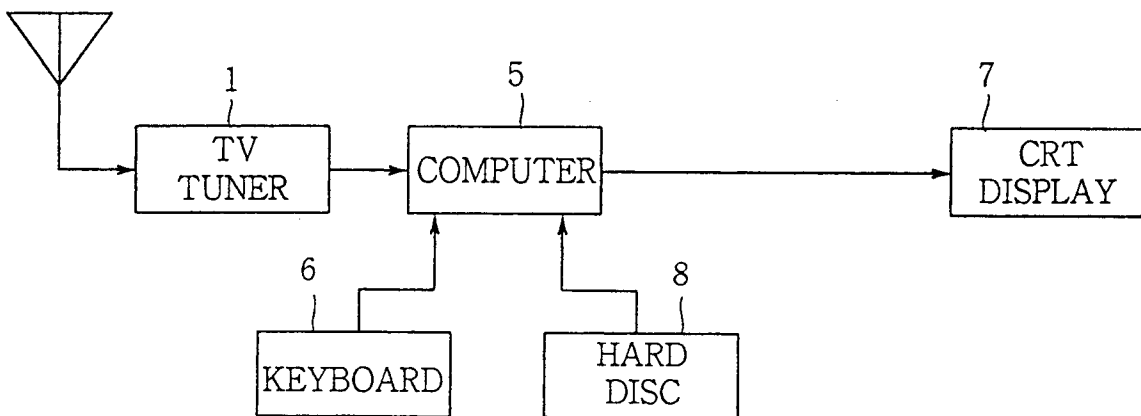 1
TV
TUNER
5
COMPUTER
7
CRT
DISPLAY
6
KEYBOARD
8
HARD
DISC